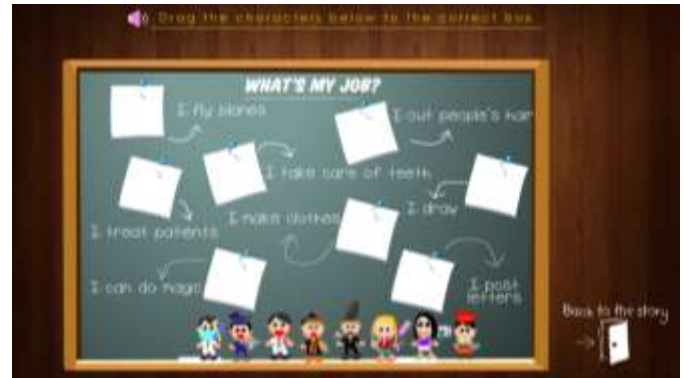 Drag the characters below to the correct box
WHAT'S MY JOB?
I fly planes
I cut people's hair
I take care of teeth
I draw
I make clothes
I treat patients
I can do magic
I post
letters
Back to the story